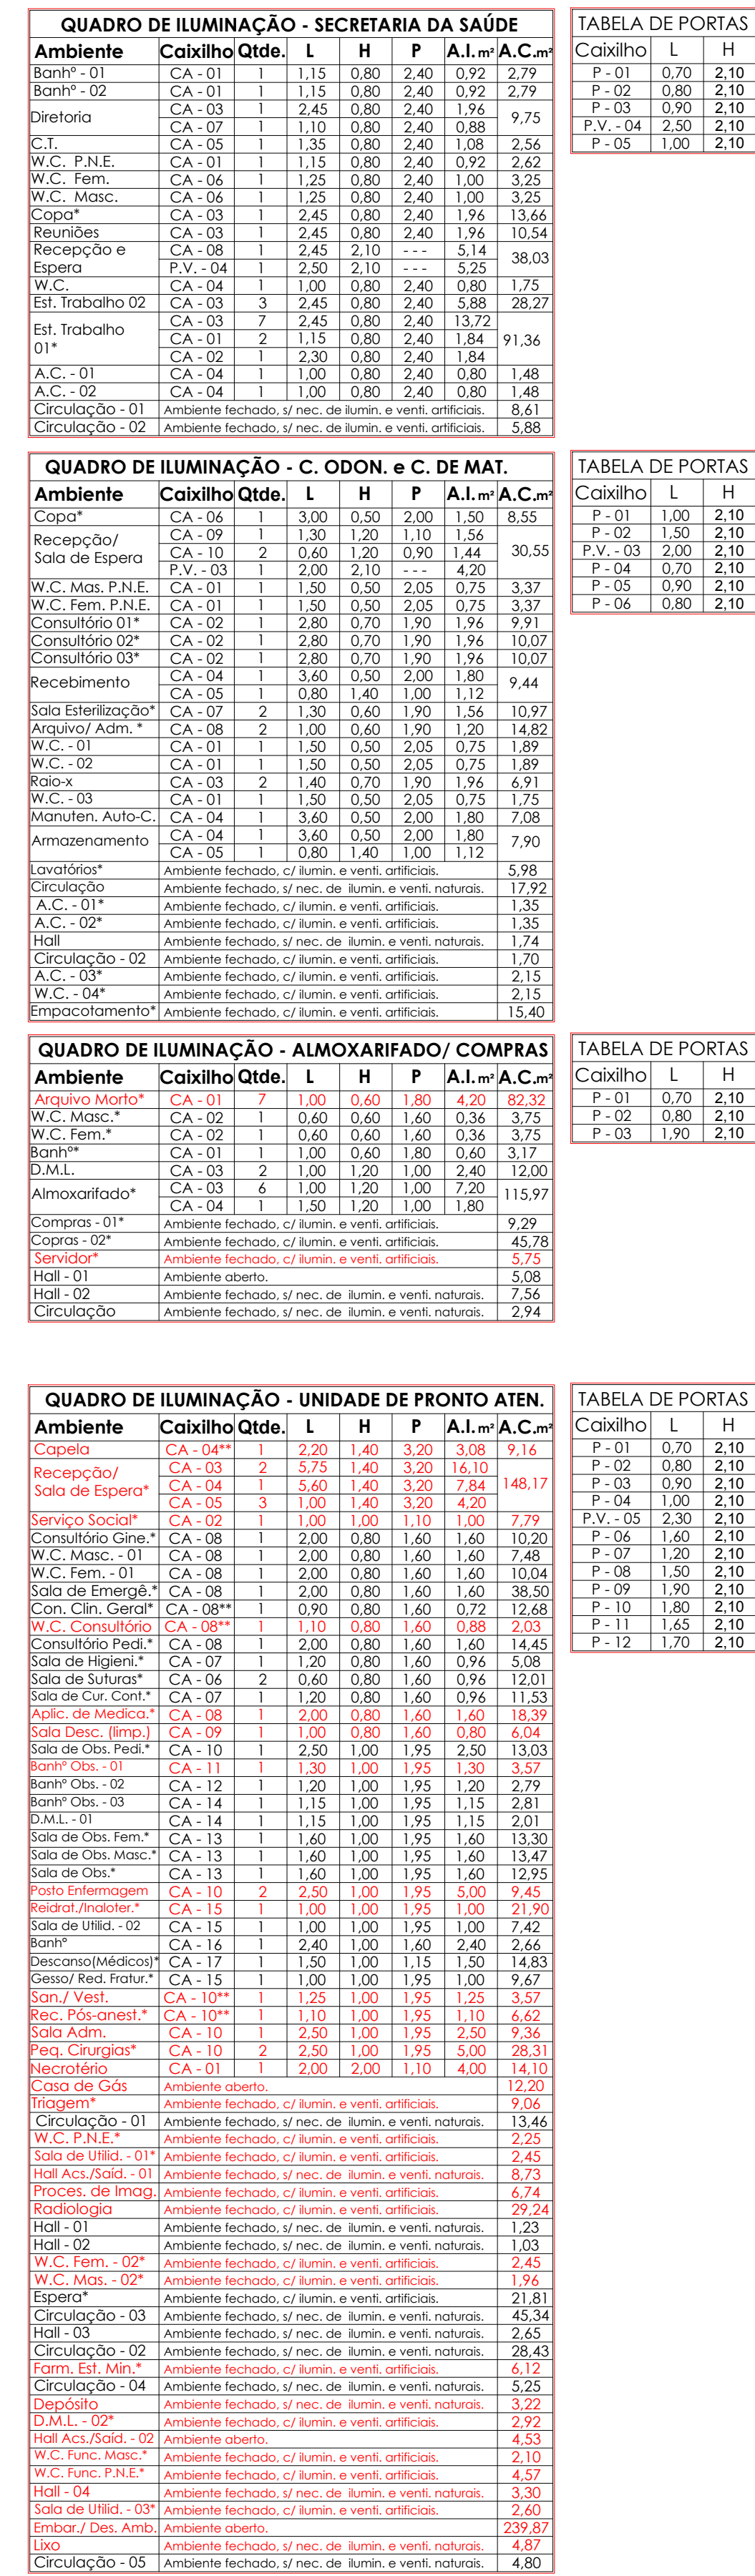 QUADRO DE ILUMINAÇÃO - SECRETARIA DA SAÚDE
Ambiente Caixilho Qtde. L H P A.I. m² A.C.m²
Banhº - 01 CA - 01 1 1,15 0,80 2,40 0,92 2,79
Banhº - 02 CA - 01 1 1,15 0,80 2,40 0,92 2,79
Diretoria CA - 03 1 2,45 0,80 2,40 1,96 9,75
CA - 07 1 1,10 0,80 2,40 0,88
C.T. CA - 05 1 1,35 0,80 2,40 1,08 2,56
W.C. P.N.E. CA - 01 1 1,15 0,80 2,40 0,92 2,62
W.C. Fem. CA - 06 1 1,25 0,80 2,40 1,00 3,25
W.C. Masc. CA - 06 1 1,25 0,80 2,40 1,00 3,25
Copa* CA - 03 1 2,45 0,80 2,40 1,96 13,66
Reuniões CA - 03 1 2,45 0,80 2,40 1,96 10,54
Recepção e CA - 08 1 2,45 2,10 - - - 5,14 38,03
Espera P.V. - 04 1 2,50 2,10 - - - 5,25
W.C. CA - 04 1 1,00 0,80 2,40 0,80 1,75
Est. Trabalho 02 CA - 03 3 2,45 0,80 2,40 5,88 28,27
Est. Trabalho CA - 03 7 2,45 0,80 2,40 13,72
01* CA - 01 2 1,15 0,80 2,40 1,84 91,36
CA - 02 1 2,30 0,80 2,40 1,84
A.C. - 01 CA - 04 1 1,00 0,80 2,40 0,80 1,48
A.C. - 02 CA - 04 1 1,00 0,80 2,40 0,80 1,48
Circulação - 01 Ambiente fechado, s/ nec. de ilumin. e venti. artificiais. 8,61
Circulação - 02 Ambiente fechado, s/ nec. de ilumin. e venti. artificiais. 5,88
TABELA DE PORTAS
Caixilho L H
P - 01 0,70 2,10
P - 02 0,80 2,10
P - 03 0,90 2,10
P.V. - 04 2,50 2,10
P - 05 1,00 2,10
QUADRO DE ILUMINAÇÃO - C. ODON. e C. DE MAT.
Ambiente Caixilho Qtde. L H P A.I. m² A.C.m²
Copa* CA - 06 1 3,00 0,50 2,00 1,50 8,55
Recepção/ CA - 09 1 1,30 1,20 1,10 1,56
Sala de Espera CA - 10 2 0,60 1,20 0,90 1,44 30,55
P.V. - 03 1 2,00 2,10 - - - 4,20
W.C. Mas. P.N.E. CA - 01 1 1,50 0,50 2,05 0,75 3,37
W.C. Fem. P.N.E. CA - 01 1 1,50 0,50 2,05 0,75 3,37
Consultório 01* CA - 02 1 2,80 0,70 1,90 1,96 9,91
Consultório 02* CA - 02 1 2,80 0,70 1,90 1,96 10,07
Consultório 03* CA - 02 1 2,80 0,70 1,90 1,96 10,07
Recebimento CA - 04 1 3,60 0,50 2,00 1,80 9,44
CA - 05 1 0,80 1,40 1,00 1,12
Sala Esterilização* CA - 07 2 1,30 0,60 1,90 1,56 10,97
Arquivo/ Adm. * CA - 08 2 1,00 0,60 1,90 1,20 14,82
W.C. - 01 CA - 01 1 1,50 0,50 2,05 0,75 1,89
W.C. - 02 CA - 01 1 1,50 0,50 2,05 0,75 1,89
Raio-x CA - 03 2 1,40 0,70 1,90 1,96 6,91
W.C. - 03 CA - 01 1 1,50 0,50 2,05 0,75 1,75
Manuten. Auto-C. CA - 04 1 3,60 0,50 2,00 1,80 7,08
Armazenamento CA - 04 1 3,60 0,50 2,00 1,80 7,90
CA - 05 1 0,80 1,40 1,00 1,12
Lavatórios* Ambiente fechado, c/ ilumin. e venti. artificiais. 5,98
Circulação Ambiente fechado, s/ nec. de ilumin. e venti. naturais. 17,92
A.C. - 01* Ambiente fechado, c/ ilumin. e venti. artificiais. 1,35
A.C. - 02* Ambiente fechado, c/ ilumin. e venti. artificiais. 1,35
Hall Ambiente fechado, s/ nec. de ilumin. e venti. naturais. 1,74
Circulação - 02 Ambiente fechado, c/ ilumin. e venti. artificiais. 1,70
A.C. - 03* Ambiente fechado, c/ ilumin. e venti. artificiais. 2,15
W.C. - 04* Ambiente fechado, c/ ilumin. e venti. artificiais. 2,15
Empacotamento* Ambiente fechado, c/ ilumin. e venti. artificiais. 15,40
TABELA DE PORTAS
Caixilho L H
P - 01 1,00 2,10
P - 02 1,50 2,10
P.V. - 03 2,00 2,10
P - 04 0,70 2,10
P - 05 0,90 2,10
P - 06 0,80 2,10
QUADRO DE ILUMINAÇÃO - ALMOXARIFADO/ COMPRAS
Ambiente Caixilho Qtde. L H P A.I. m² A.C.m²
Arquivo Morto* CA - 01 7 1,00 0,60 1,80 4,20 82,32
W.C. Masc.* CA - 02 1 0,60 0,60 1,60 0,36 3,75
W.C. Fem.* CA - 02 1 0,60 0,60 1,60 0,36 3,75
Banhº* CA - 01 1 1,00 0,60 1,80 0,60 3,17
D.M.L. CA - 03 2 1,00 1,20 1,00 2,40 12,00
Almoxarifado* CA - 03 6 1,00 1,20 1,00 7,20 115,97
CA - 04 1 1,50 1,20 1,00 1,80
Compras - 01* Ambiente fechado, c/ ilumin. e venti. artificiais. 9,29
Copras - 02* Ambiente fechado, c/ ilumin. e venti. artificiais. 45,78
Servidor* Ambiente fechado, c/ ilumin. e venti. artificiais. 5,75
Hall - 01 Ambiente aberto. 5,08
Hall - 02 Ambiente fechado, s/ nec. de ilumin. e venti. naturais. 7,56
Circulação Ambiente fechado, s/ nec. de ilumin. e venti. naturais. 2,94
TABELA DE PORTAS
Caixilho L H
P - 01 0,70 2,10
P - 02 0,80 2,10
P - 03 1,90 2,10
QUADRO DE ILUMINAÇÃO - UNIDADE DE PRONTO ATEN.
Ambiente Caixilho Qtde. L H P A.I. m² A.C.m²
Capela CA - 04** 1 2,20 1,40 3,20 3,08 9,16
Recepção/ CA - 03 2 5,75 1,40 3,20 16,10
Sala de Espera* CA - 04 1 5,60 1,40 3,20 7,84 148,17
CA - 05 3 1,00 1,40 3,20 4,20
Serviço Social* CA - 02 1 1,00 1,00 1,10 1,00 7,79
Consultório Gine.* CA - 08 1 2,00 0,80 1,60 1,60 10,20
W.C. Masc. - 01 CA - 08 1 2,00 0,80 1,60 1,60 7,48
W.C. Fem. - 01 CA - 08 1 2,00 0,80 1,60 1,60 10,04
Sala de Emergê.* CA - 08 1 2,00 0,80 1,60 1,60 38,50
Con. Clin. Geral* CA - 08** 1 0,90 0,80 1,60 0,72 12,68
W.C. Consultório CA - 08** 1 1,10 0,80 1,60 0,88 2,03
Consultório Pedi.* CA - 08 1 2,00 0,80 1,60 1,60 14,45
Sala de Higieni.* CA - 07 1 1,20 0,80 1,60 0,96 5,08
Sala de Suturas* CA - 06 2 0,60 0,80 1,60 0,96 12,01
Sala de Cur. Cont.* CA - 07 1 1,20 0,80 1,60 0,96 11,53
Aplic. de Medica.* CA - 08 1 2,00 0,80 1,60 1,60 18,39
Sala Desc. (limp.) CA - 09 1 1,00 0,80 1,60 0,80 6,04
Sala de Obs. Pedi.* CA - 10 1 2,50 1,00 1,95 2,50 13,03
Banhº Obs. - 01 CA - 11 1 1,30 1,00 1,95 1,30 3,57
Banhº Obs. - 02 CA - 12 1 1,20 1,00 1,95 1,20 2,79
Banhº Obs. - 03 CA - 14 1 1,15 1,00 1,95 1,15 2,81
D.M.L. - 01 CA - 14 1 1,15 1,00 1,95 1,15 2,01
Sala de Obs. Fem.* CA - 13 1 1,60 1,00 1,95 1,60 13,30
Sala de Obs. Masc.* CA - 13 1 1,60 1,00 1,95 1,60 13,47
Sala de Obs.* CA - 13 1 1,60 1,00 1,95 1,60 12,95
Posto Enfermagem CA - 10 2 2,50 1,00 1,95 5,00 9,45
Reidrat./Inaloter.* CA - 15 1 1,00 1,00 1,95 1,00 21,90
Sala de Utilid. - 02 CA - 15 1 1,00 1,00 1,95 1,00 7,42
Banhº CA - 16 1 2,40 1,00 1,60 2,40 2,66
Descanso(Médicos)* CA - 17 1 1,50 1,00 1,15 1,50 14,83
Gesso/ Red. Fratur.* CA - 15 1 1,00 1,00 1,95 1,00 9,67
San./ Vest. CA - 10** 1 1,25 1,00 1,95 1,25 3,57
Rec. Pós-anest.* CA - 10** 1 1,10 1,00 1,95 1,10 6,62
Sala Adm. CA - 10 1 2,50 1,00 1,95 2,50 9,36
Peq. Cirurgias* CA - 10 2 2,50 1,00 1,95 5,00 28,31
Necrotério CA - 01 1 2,00 2,00 1,10 4,00 14,10
Casa de Gás Ambiente aberto. 12,20
Triagem* Ambiente fechado, c/ ilumin. e venti. artificiais. 9,06
Circulação - 01 Ambiente fechado, s/ nec. de ilumin. e venti. naturais. 13,46
W.C. P.N.E.* Ambiente fechado, c/ ilumin. e venti. artificiais. 2,25
Sala de Utilid. - 01* Ambiente fechado, c/ ilumin. e venti. artificiais. 2,45
Hall Acs./Saíd. - 01 Ambiente fechado, s/ nec. de ilumin. e venti. naturais. 8,73
Proces. de Imag. Ambiente fechado, c/ ilumin. e venti. artificiais. 6,74
Radiologia Ambiente fechado, c/ ilumin. e venti. artificiais. 29,24
Hall - 01 Ambiente fechado, s/ nec. de ilumin. e venti. naturais. 1,23
Hall - 02 Ambiente fechado, s/ nec. de ilumin. e venti. naturais. 1,03
W.C. Fem. - 02* Ambiente fechado, c/ ilumin. e venti. artificiais. 2,45
W.C. Mas. - 02* Ambiente fechado, c/ ilumin. e venti. artificiais. 1,96
Espera* Ambiente fechado, c/ ilumin. e venti. artificiais. 21,81
Circulação - 03 Ambiente fechado, s/ nec. de ilumin. e venti. naturais. 45,34
Hall - 03 Ambiente fechado, s/ nec. de ilumin. e venti. naturais. 2,65
Circulação - 02 Ambiente fechado, s/ nec. de ilumin. e venti. naturais. 28,43
Farm. Est. Min.* Ambiente fechado, c/ ilumin. e venti. artificiais. 6,12
Circulação - 04 Ambiente fechado, s/ nec. de ilumin. e venti. naturais. 5,25
Depósito Ambiente fechado, s/ nec. de ilumin. e venti. naturais. 3,22
D.M.L. - 02* Ambiente fechado, c/ ilumin. e venti. artificiais. 2,92
Hall Acs./Saíd. - 02 Ambiente aberto. 4,53
W.C. Func. Masc.* Ambiente fechado, c/ ilumin. e venti. artificiais. 2,10
W.C. Func. P.N.E.* Ambiente fechado, c/ ilumin. e venti. artificiais. 4,57
Hall - 04 Ambiente fechado, s/ nec. de ilumin. e venti. naturais. 3,30
Sala de Utilid. - 03* Ambiente fechado, c/ ilumin. e venti. artificiais. 2,60
Embar./ Des. Amb. Ambiente aberto. 239,87
Lixo Ambiente fechado, s/ nec. de ilumin. e venti. naturais. 4,87
Circulação - 05 Ambiente fechado, s/ nec. de ilumin. e venti. naturais. 4,80
TABELA DE PORTAS
Caixilho L H
P - 01 0,70 2,10
P - 02 0,80 2,10
P - 03 0,90 2,10
P - 04 1,00 2,10
P.V. - 05 2,30 2,10
P - 06 1,60 2,10
P - 07 1,20 2,10
P - 08 1,50 2,10
P - 09 1,90 2,10
P - 10 1,80 2,10
P - 11 1,65 2,10
P - 12 1,70 2,10